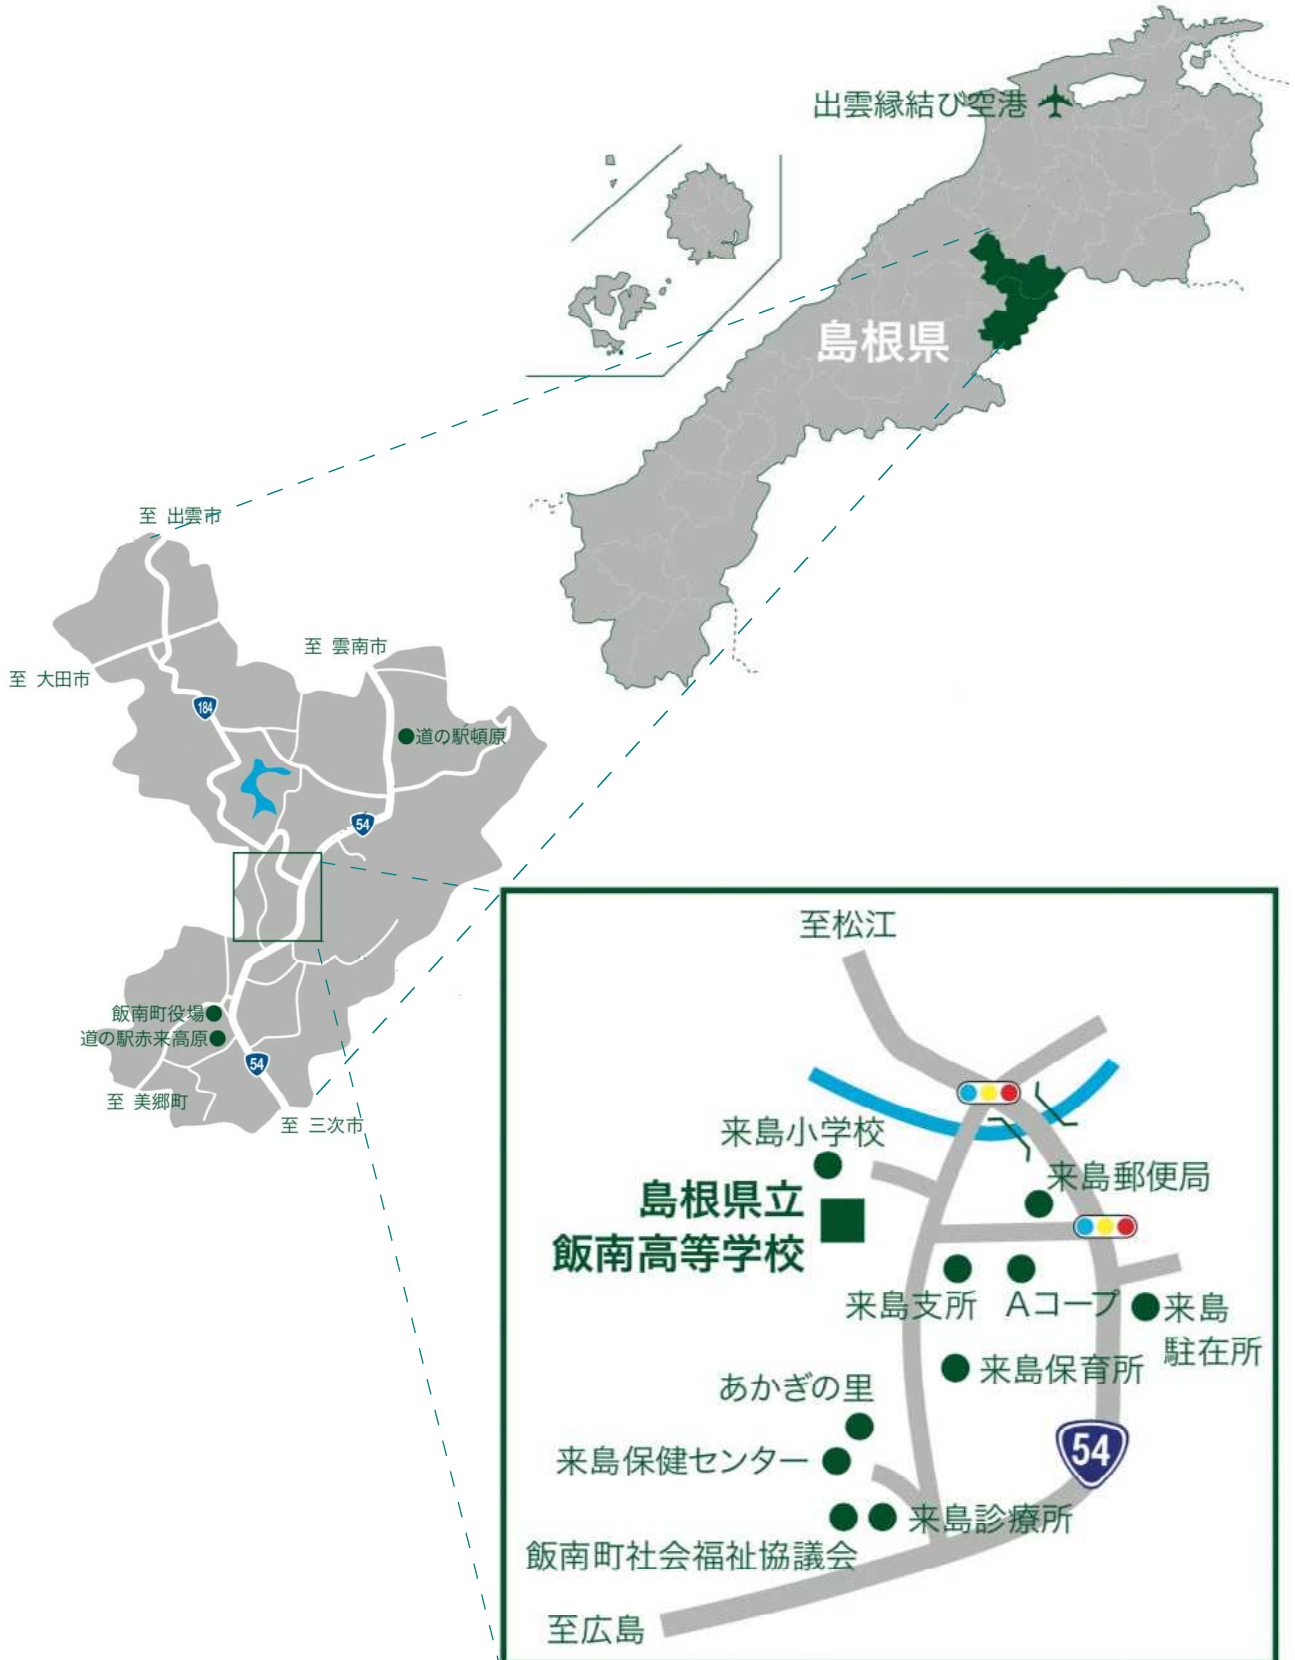 出雲縁結び空港
島根県
至 出雲市
至 雲南市
至 大田市
184
道の駅頓原
54
飯南町役場
道の駅赤来高原
54
至 美郷町
至 三次市
至松江
来島小学校
来島郵便局
島根県立
飯南高等学校
来島支所
Aコープ
来島
駐在所
来島保育所
あかぎの里
54
来島保健センター
来島診療所
飯南町社会福祉協議会
至広島